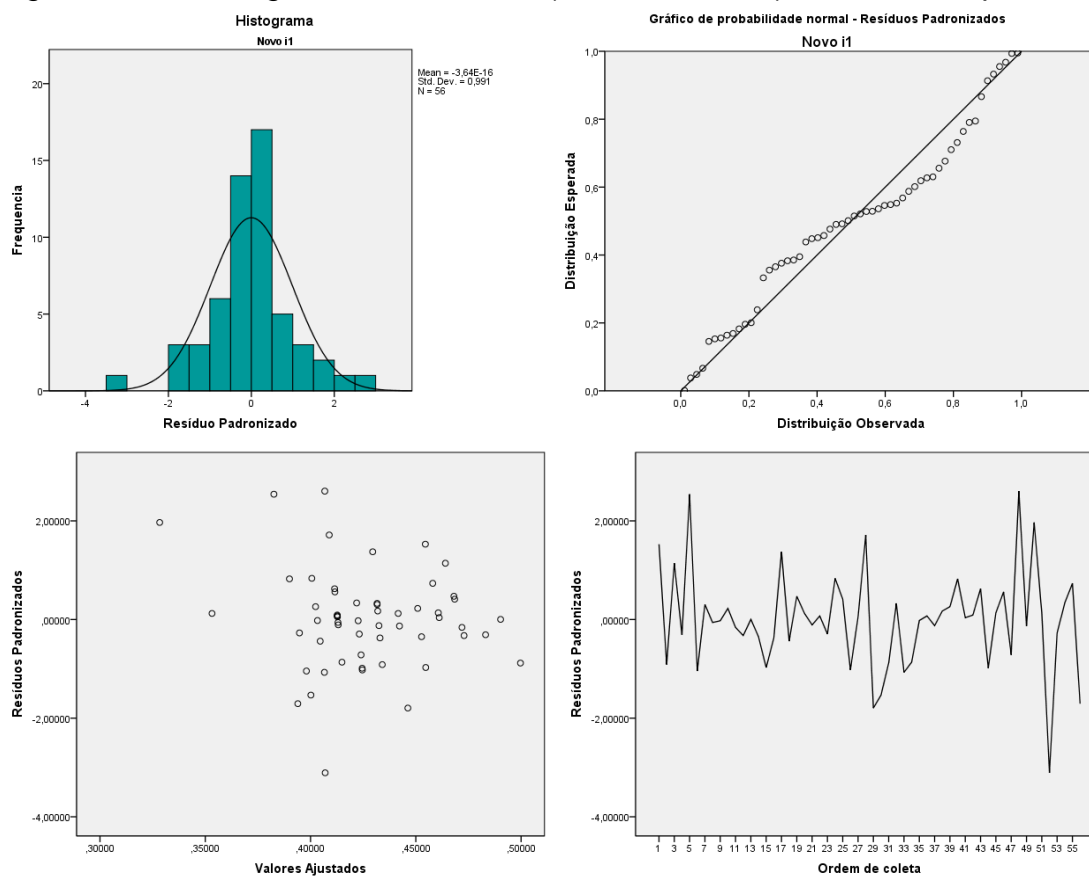 Histograma
Novo i1
Mean = -3,64E-16
Std. Dev. = 0,991
N = 56
20
15
10
5
0
-4 -2 0 2
Frequencia
Resíduo Padronizado
Gráfico de probabilidade normal - Resíduos Padronizados
Novo i1
1,0
0,8
0,6
0,4
0,2
0,0
0,0 0,2 0,4 0,6 0,8 1,0
Distribuição Esperada
Distribuição Observada
2,00000
,00000
-2,00000
-4,00000
,30000 ,35000 ,40000 ,45000 ,50000
Resíduos Padronizados
Valores Ajustados
2,00000
,00000
-2,00000
-4,00000
1 3 5 7 9 11 13 15 17 19 21 23 25 27 29 31 33 35 37 39 41 43 45 47 49 51 53 55
Resíduos Padronizados
Ordem de coleta